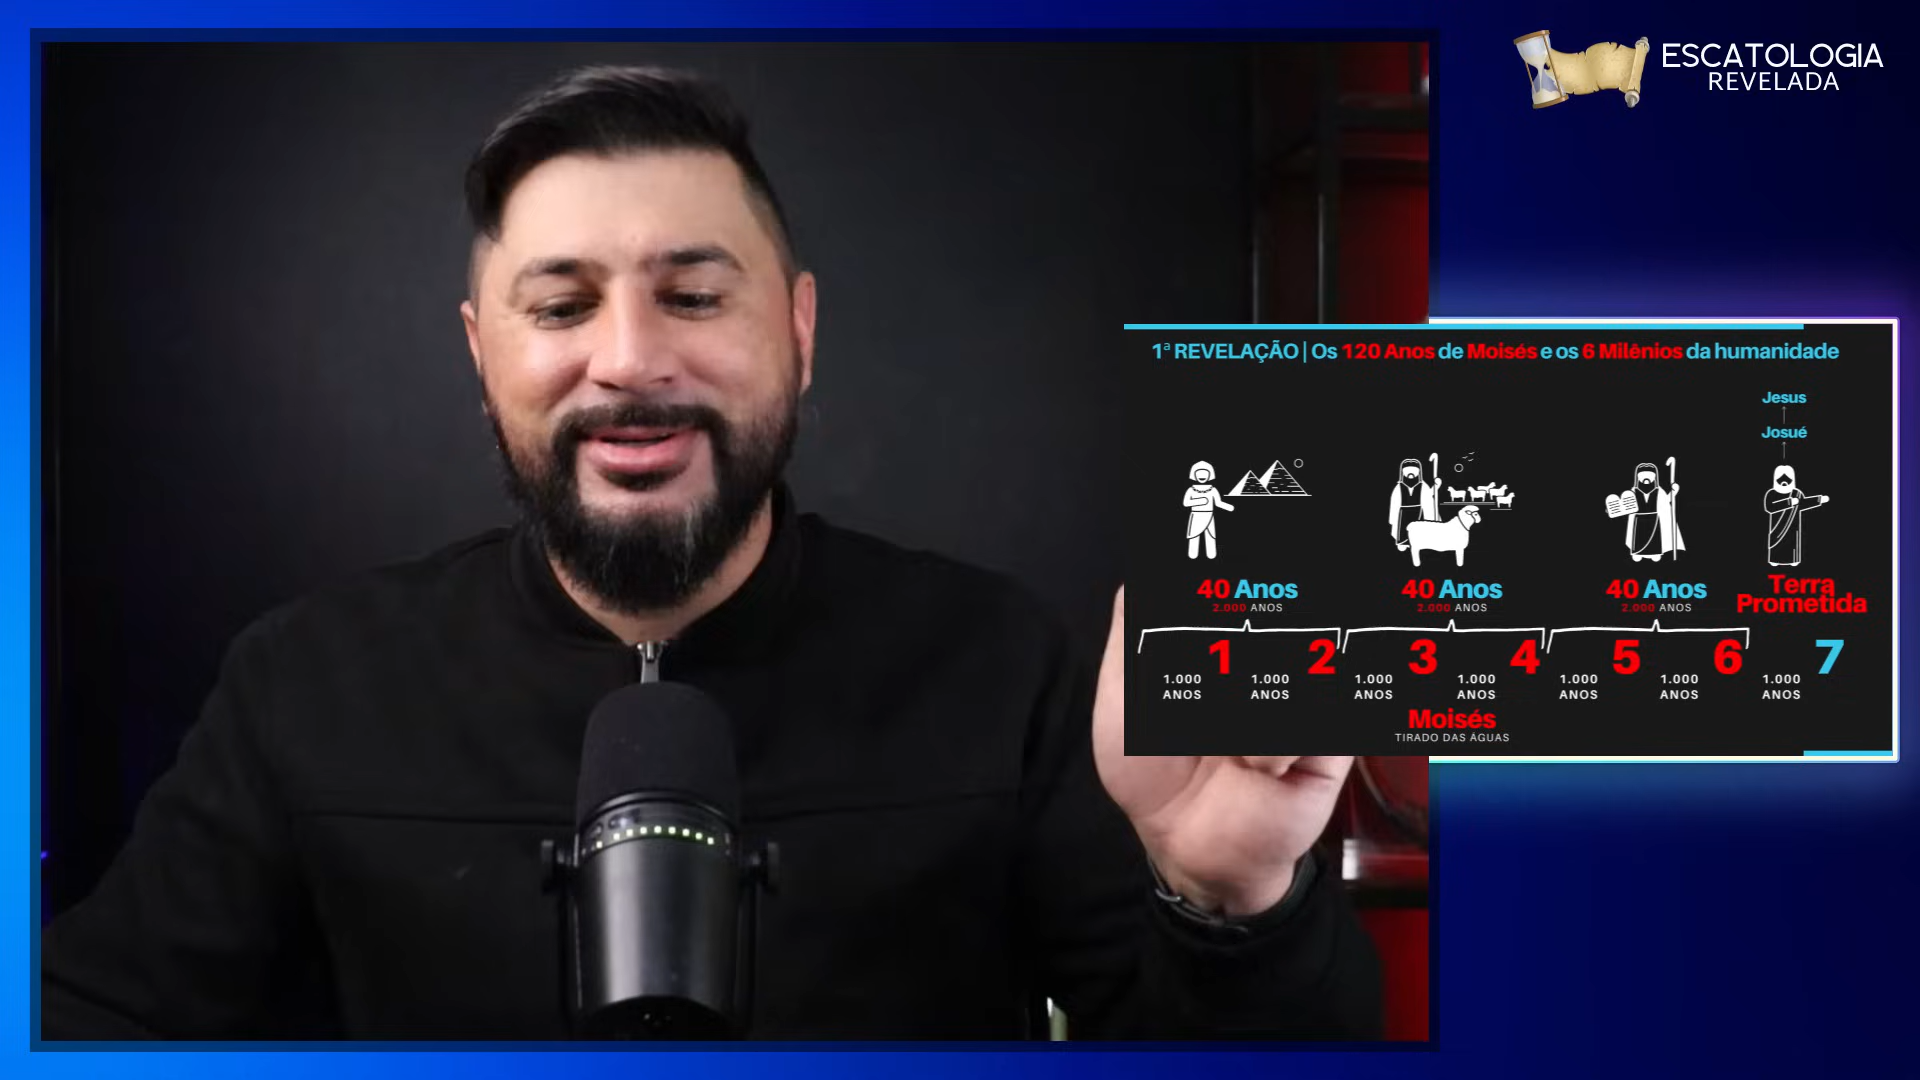 ESCATOLOGIA
REVELADA
1ª REVELAÇÃO | Os 120 Anos de Moisés e os 6 Milênios da humanidade
Jesus
Josué
40 Anos
2.000 ANOS
40 Anos
2.000 ANOS
40 Anos
2.000 ANOS
Terra
Prometida
1 2 3 4 5 6 7
1.000 ANOS
1.000 ANOS
1.000 ANOS
1.000 ANOS
1.000 ANOS
1.000 ANOS
1.000 ANOS
Moisés
TIRADO DAS ÁGUAS